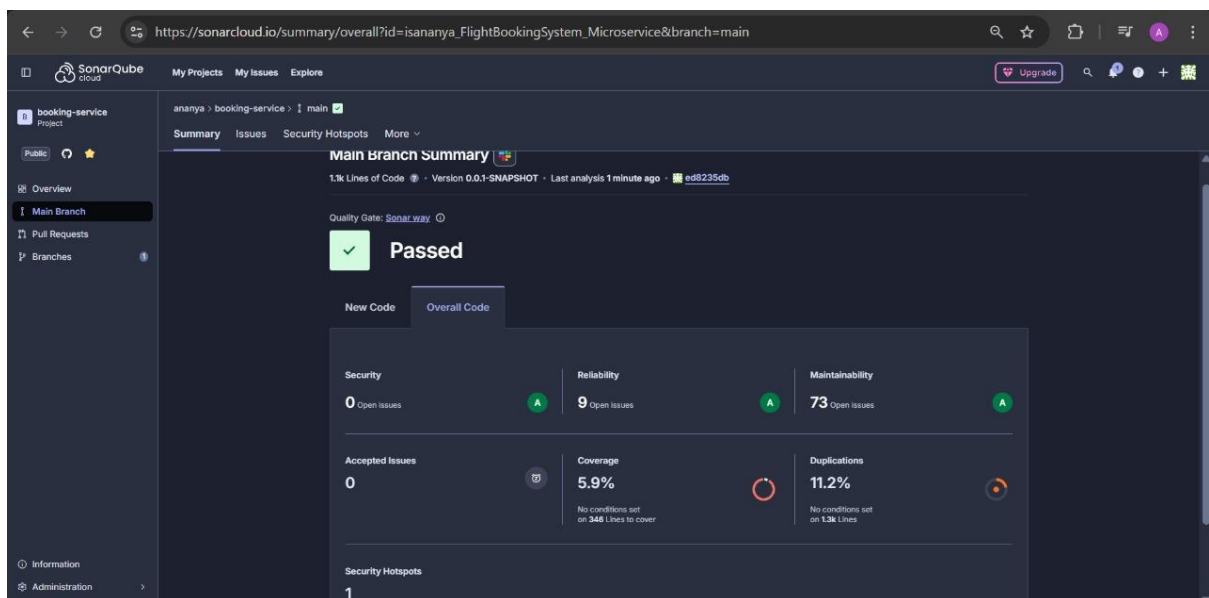 https://sonarcloud.io/summary/overall?id=isananya_FlightBookingSystem_Microservice&branch=main
A
SonarQube cloud
My Projects My Issues Explore
Upgrade
B booking-service
Project
Public
Overview
Main Branch
Pull Requests
Branches 1
Information
Administration
ananya > booking-service > main
Summary Issues Security Hotspots More
Main Branch Summary
1.1k Lines of Code ? • Version 0.0.1-SNAPSHOT • Last analysis 1 minute ago • ed8235db
Quality Gate: Sonar way
Passed
New Code Overall Code
Security Reliability Maintainability
0 Open issues A 9 Open issues A 73 Open issues A
Accepted Issues Coverage Duplications
0 5.9% 11.2%
No conditions set No conditions set
on 346 Lines to cover on 1.3k Lines
Security Hotspots
1